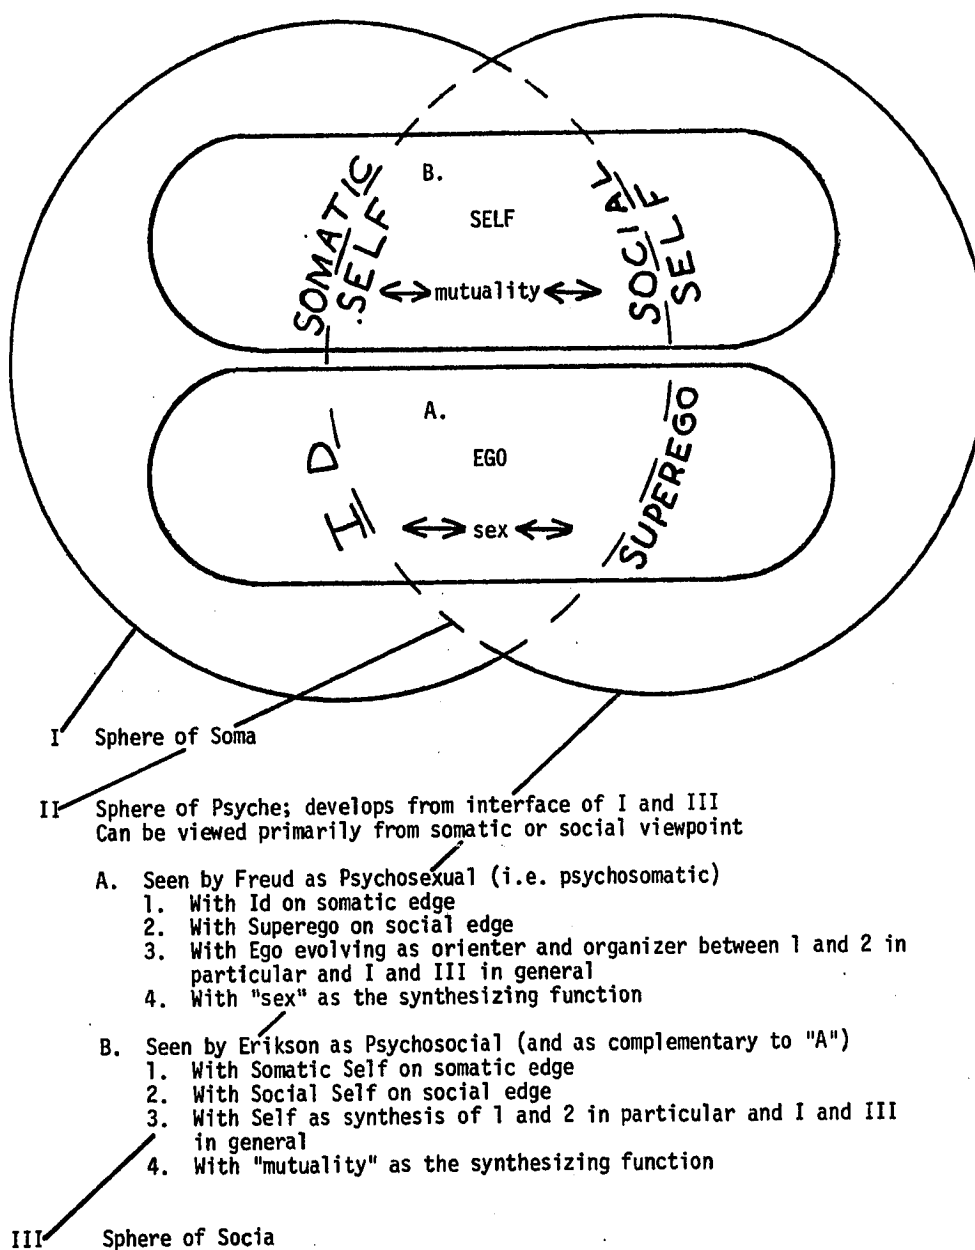 B.
SELF
SOMATIC SELF
SOCIAL SELF
mutuality
A.
EGO
ID
SUPEREGO
sex
I Sphere of Soma
II Sphere of Psyche; develops from interface of I and III
Can be viewed primarily from somatic or social viewpoint
A. Seen by Freud as Psychosexual (i.e. psychosomatic)
1. With Id on somatic edge
2. With Superego on social edge
3. With Ego evolving as orienter and organizer between 1 and 2 in
particular and I and III in general
4. With "sex" as the synthesizing function
B. Seen by Erikson as Psychosocial (and as complementary to "A")
1. With Somatic Self on somatic edge
2. With Social Self on social edge
3. With Self as synthesis of 1 and 2 in particular and I and III
in general
4. With "mutuality" as the synthesizing function
III Sphere of Socia